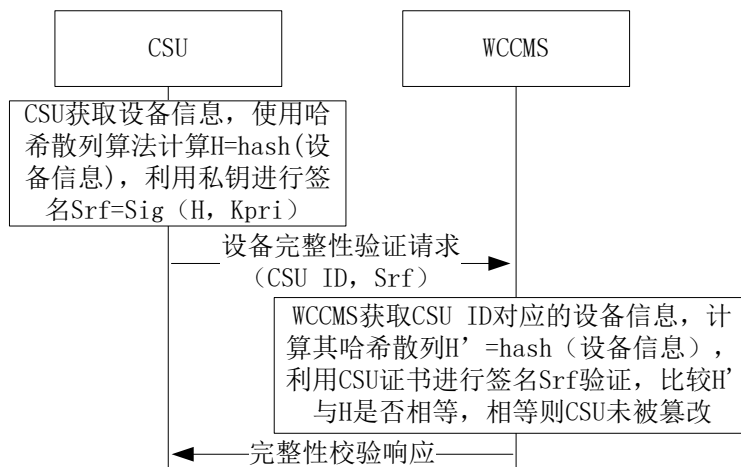 CSU
WCCMS
CSU获取设备信息，使用哈
希散列算法计算H=hash(设
备信息)，利用私钥进行签
名Srf=Sig（H，Kpri）
设备完整性验证请求
（CSU ID，Srf）
WCCMS获取CSU ID对应的设备信息，计
算其哈希散列H’=hash（设备信息），
利用CSU证书进行签名Srf验证，比较H’
与H是否相等，相等则CSU未被篡改
完整性校验响应